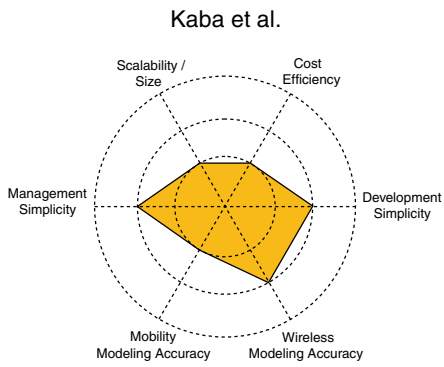 Kaba et al.
Scalability /
Size
Cost
Efficiency
Management
Simplicity
Development
Simplicity
Mobility
Modeling Accuracy
Wireless
Modeling Accuracy